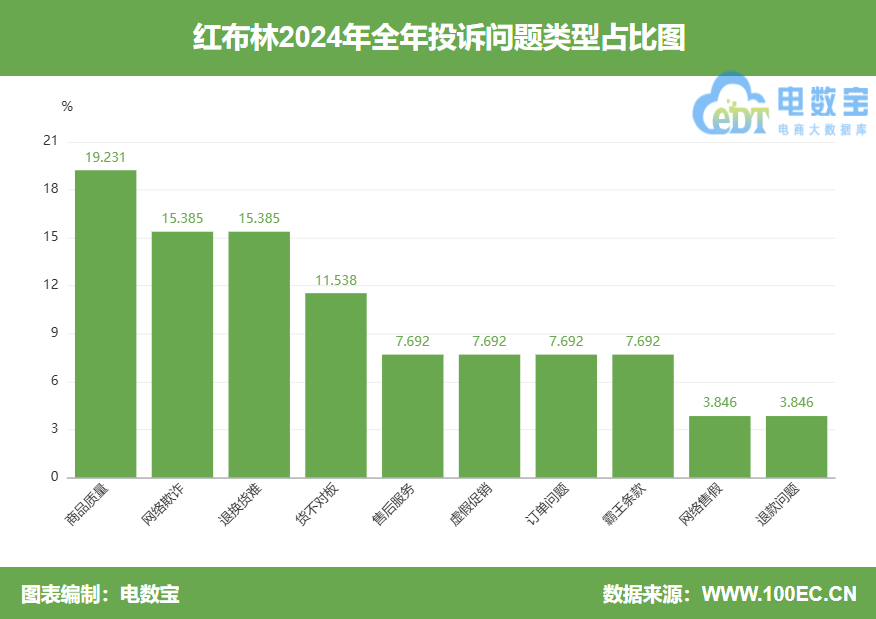 红布林2024年全年投诉问题类型占比图
eDT
电数宝
电商大数据库
%
21
18
15
12
9
6
3
0
19.231
15.385
15.385
11.538
7.692
7.692
7.692
7.692
3.846
3.846
商品质量
网络欺诈
退换货难
货不对板
售后服务
虚假促销
订单问题
霸王条款
网络售假
退款问题
图表编制：电数宝
数据来源：WWW.100EC.CN